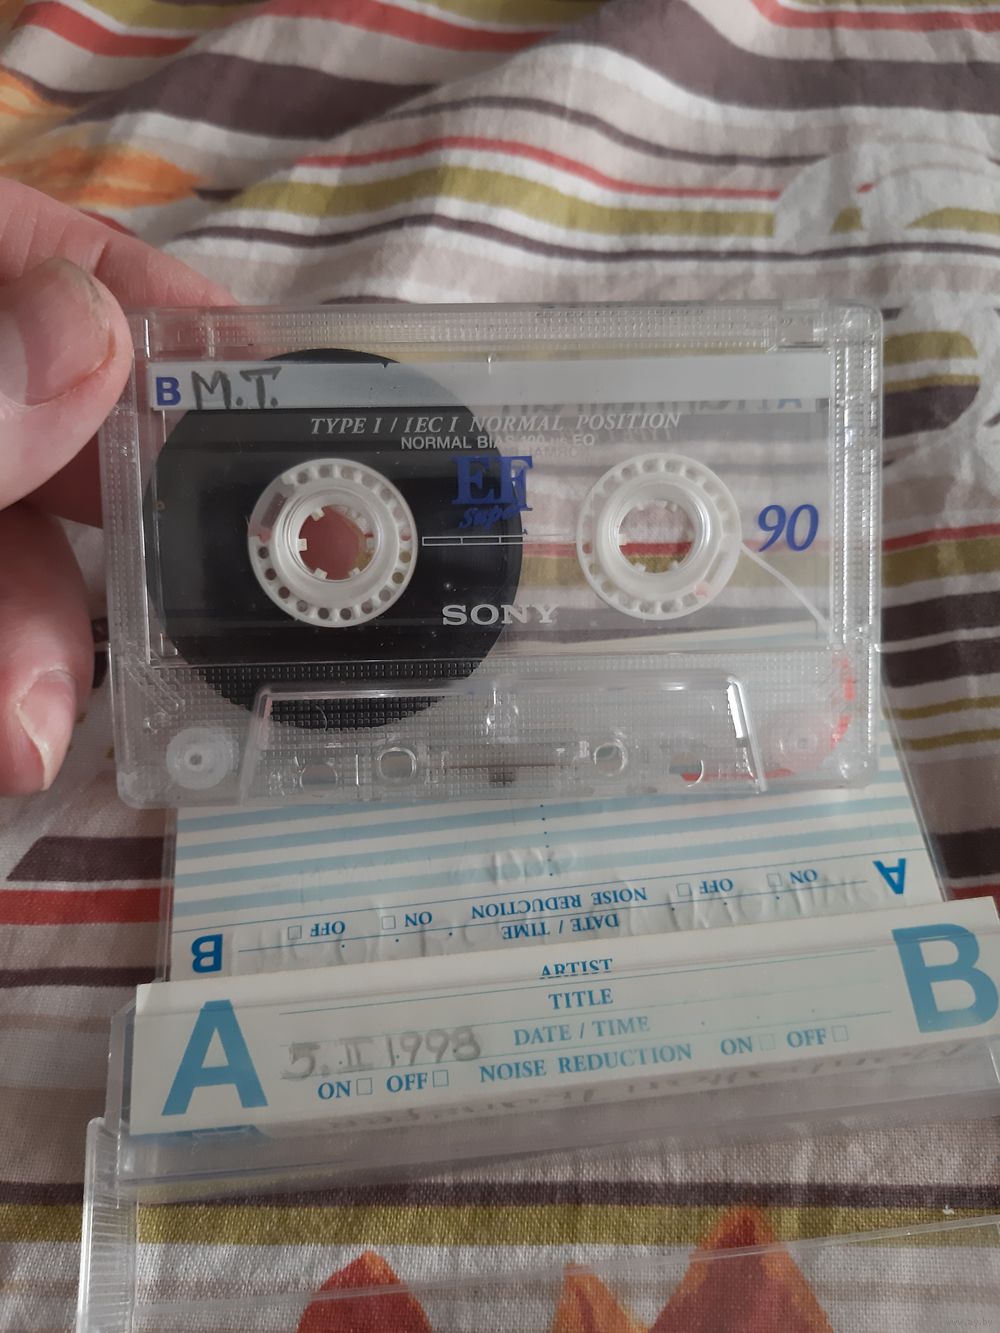 B M.T.
TYPE I / IEC I NORMAL POSITION
NORMAL BIAS 120 μs EQ
EF
Super
90
SONY
A
ON □ OFF □ NOISE REDUCTION ON □ OFF □
DATE / TIME
B
ARTIST
TITLE
A B
5.II 1998 DATE / TIME
ON □ OFF □ NOISE REDUCTION ON □ OFF □